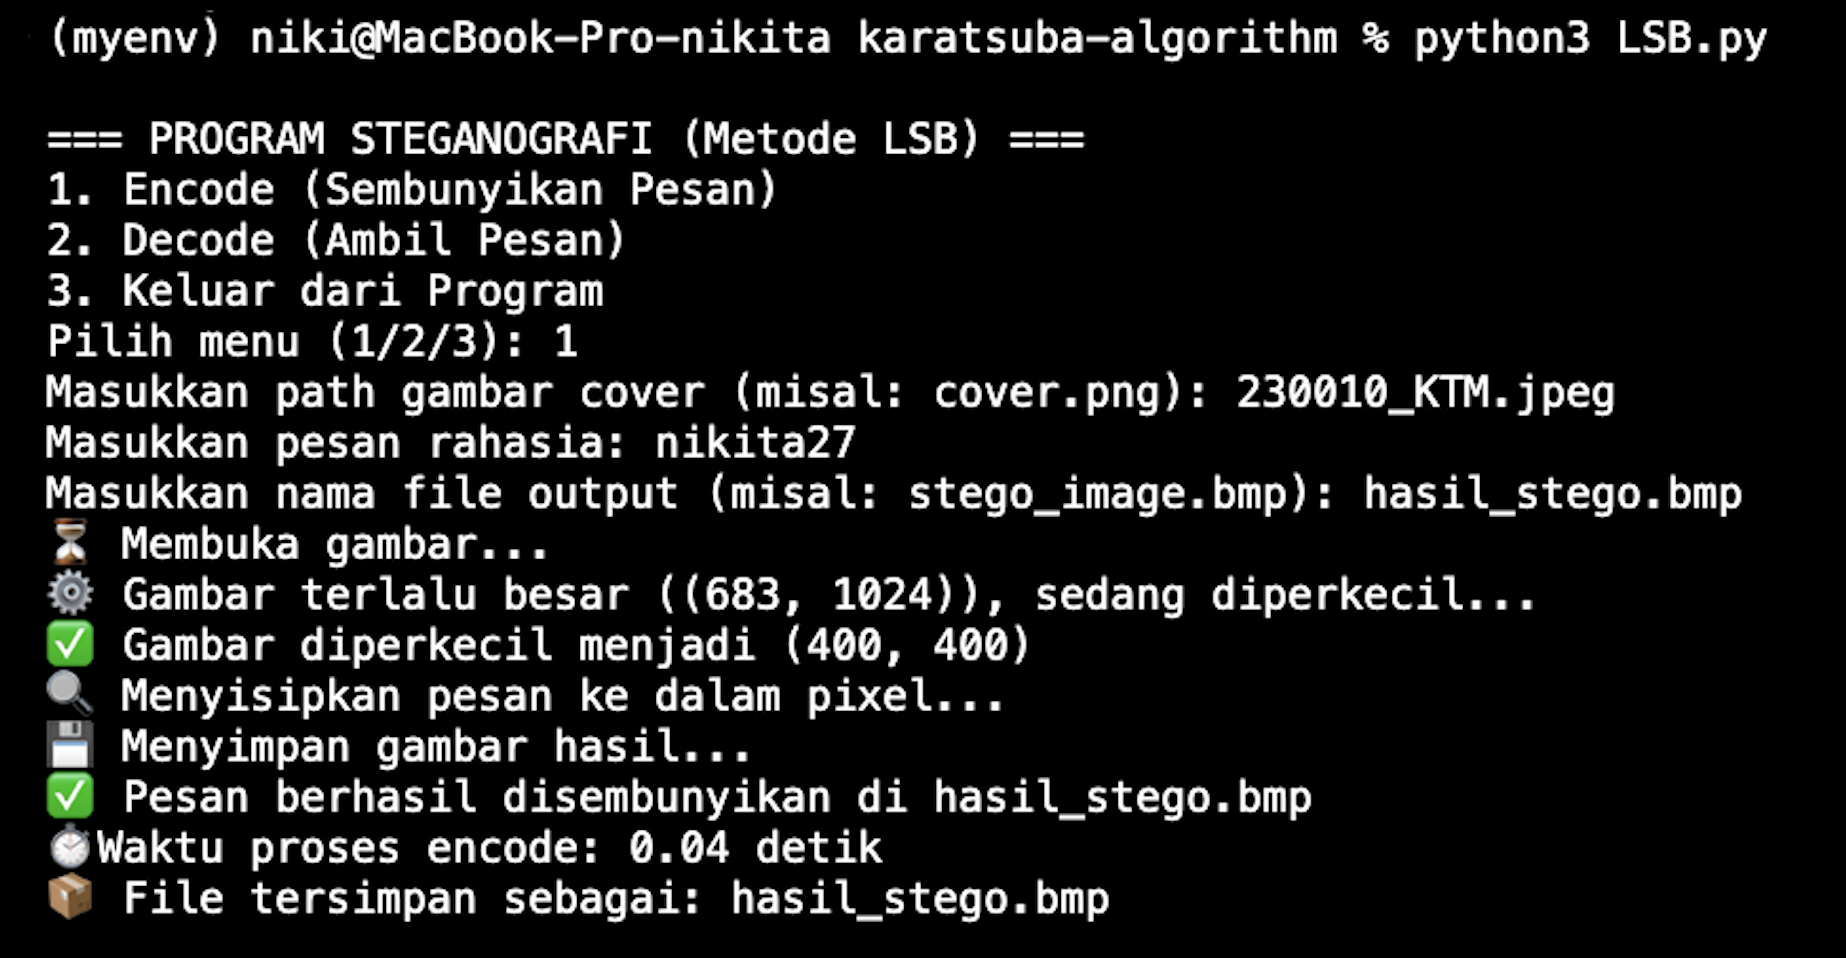 (myenv) niki@MacBook-Pro-nikita karatsuba-algorithm % python3 LSB.py
=== PROGRAM STEGANOGRAFI (Metode LSB) ===
1. Encode (Sembunyikan Pesan)
2. Decode (Ambil Pesan)
3. Keluar dari Program
Pilih menu (1/2/3): 1
Masukkan path gambar cover (misal: cover.png): 230010_KTM.jpeg
Masukkan pesan rahasia: nikita27
Masukkan nama file output (misal: stego_image.bmp): hasil_stego.bmp
⏳ Membuka gambar...
⚙️ Gambar terlalu besar ((683, 1024)), sedang diperkecil...
✅ Gambar diperkecil menjadi (400, 400)
🔍 Menyisipkan pesan ke dalam pixel...
💾 Menyimpan gambar hasil...
✅ Pesan berhasil disembunyikan di hasil_stego.bmp
⏱️Waktu proses encode: 0.04 detik
📦 File tersimpan sebagai: hasil_stego.bmp